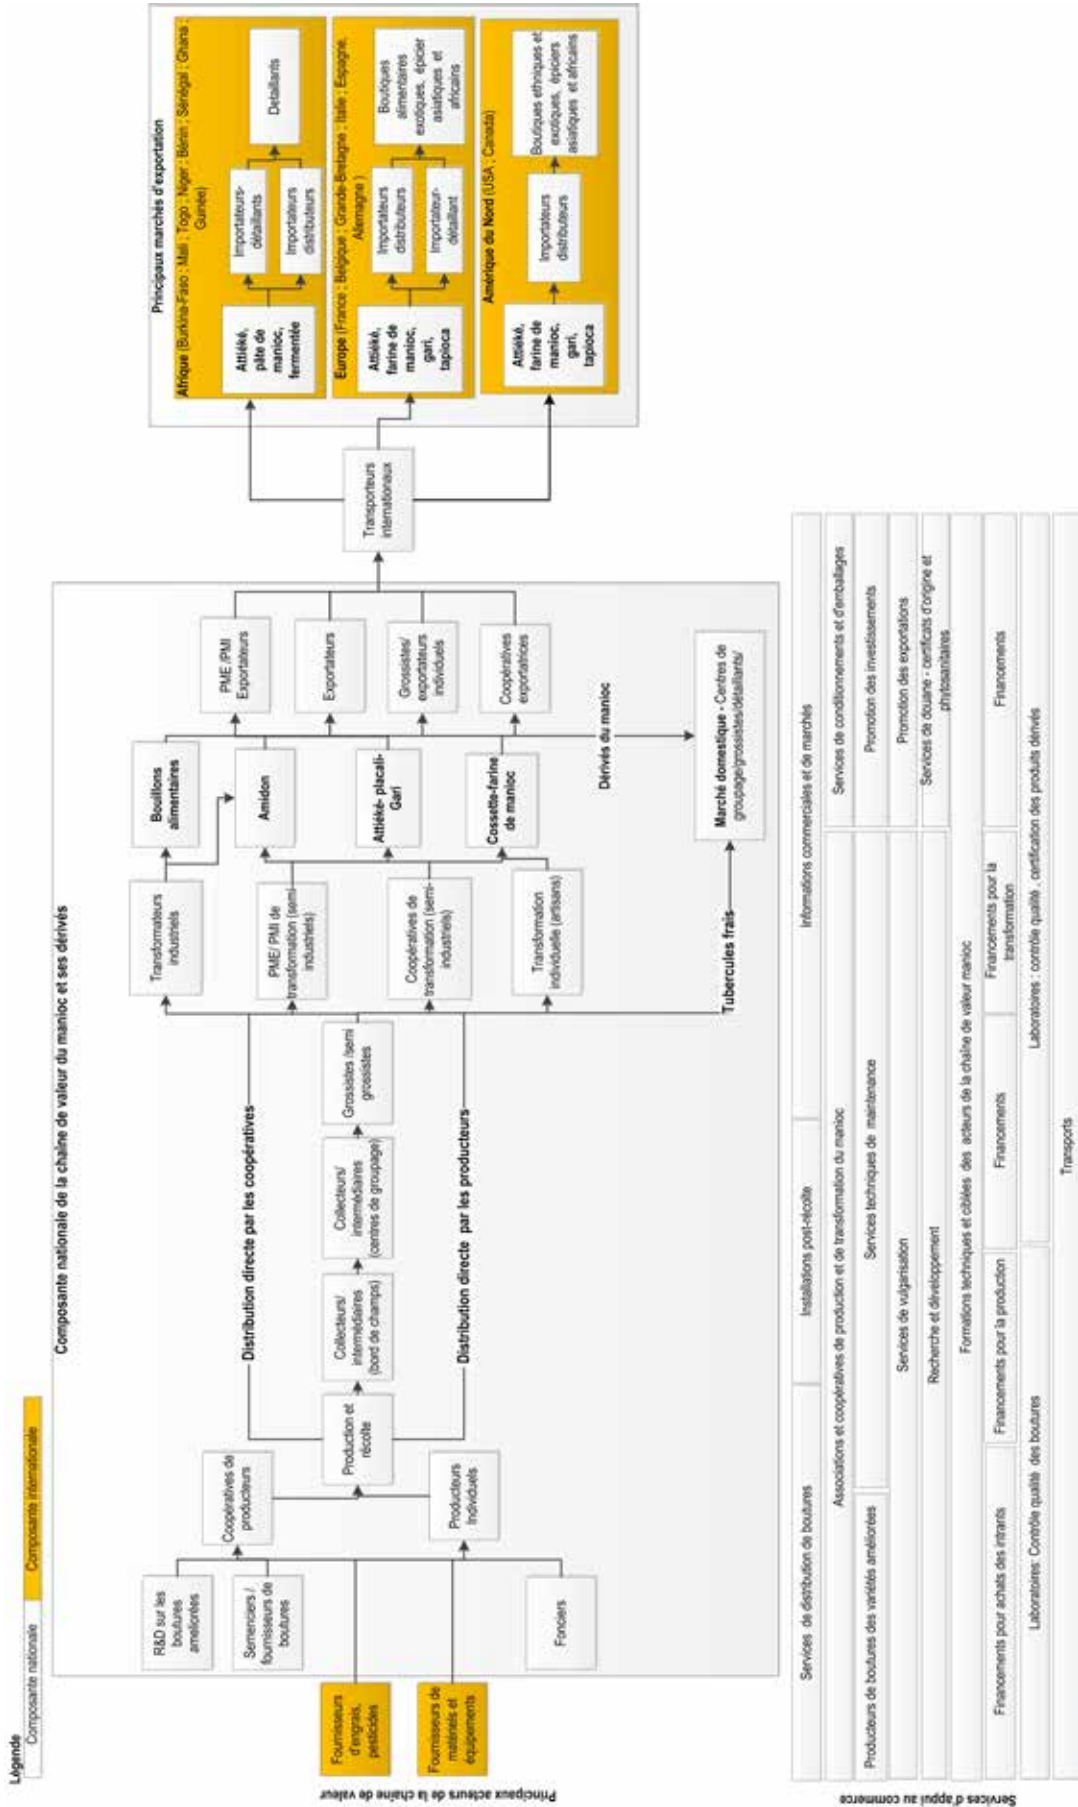 Légende
Composante nationale
Composante internationale
Principaux acteurs de la chaîne de valeur
Fournisseurs
d'engrais,
pesticides
Fournisseurs de
matériels et
équipements
Composante nationale de la chaîne de valeur du manioc et ses dérivés
R&D sur les
boutures
améliorées
Semenciers /
fournisseurs de
boutures
Fonciers
Coopératives de
producteurs
Producteurs
Individuels
Production et
récolte
Distribution directe par les coopératives
Collecteurs/
intermédiaires
(bord de champs)
Collecteurs/
intermédiaires
(centres de groupage)
Grossistes /semi
grossistes
Distribution directe par les producteurs
Tubercules frais
Transformateurs
industriels
PME/ PMI de
transformation (semi-
industriels)
Coopératives de
transformation (semi-
industriels)
Transformation
individuelle (artisans)
Bouillons
alimentaires
Amidon
Attiéké- placali-
Gari
Cossette-farine
de manioc
Dérivés du manioc
Marché domestique - Centres de
groupage/grossistes/détaillants/
PME /PMI
Exportateurs
Exportateurs
Grossistes/
exportateurs
individuels
Coopératives
exportatrices
Transporteurs
internationaux
Principaux marchés d'exportation
Afrique (Burkina-Faso ; Mali ; Togo ; Niger ; Bénin ; Sénégal ; Ghana ;
Guinée)
Attiéké,
pâte de
manioc,
fermentée
Importateurs-
détaillants
Importateurs
distributeurs
Detaillants
Europe (France ; Belgique ; Grande-Bretagne ; Italie ; Espagne,
Allemagne )
Attiéké,
farine de
manioc,
gari,
tapioca
Importateurs
distributeurs
Importateur-
détaillant
Boutiques
alimentaires
exotiques, épicier
asiatiques et
africains
Amérique du Nord (USA ; Canada)
Attiéké,
farine de
manioc,
gari,
tapioca
Importateurs
distributeurs
Boutiques ethniques et
exotiques, épiciers
asiatiques et africains
Services d'appui au commerce
Services de distribution de boutures
Installations post-récolte
Informations commerciales et de marchés
Associations et coopératives de production et de transformation du manioc
Services de conditionnements et d'emballages
Producteurs de boutures des variétés améliorées
Services techniques de maintenance
Promotion des investissements
Services de vulgarisation
Promotion des exportations
Recherche et développement
Services de douane - certificats d'origine et
phytosanitaires
Formations techniques et ciblées des acteurs de la chaîne de valeur manioc
Financements pour achats des intrants
Financements pour la production
Financements
Financements pour la
transformation
Financements
Laboratoires: Contrôle qualité des boutures
Laboratoires : contrôle qualité , certification des produits dérivés
Transports